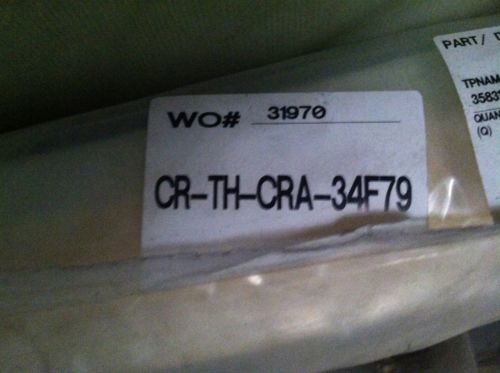 WO# 31970
CR-TH-CRA-34F79
PART/
TPNAM
3583
QUAN
(Q)